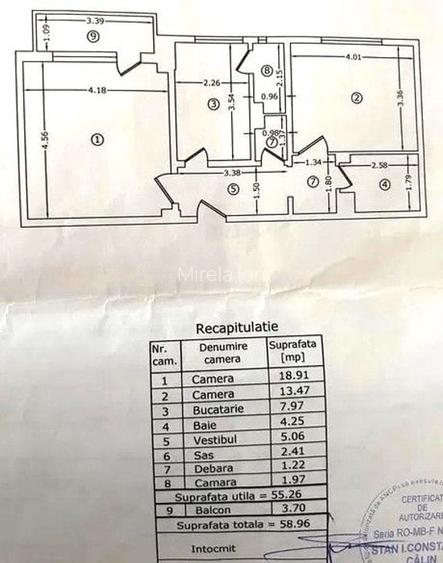 3.39
1.09
9
4.18
4.56
1
2.26
3.54
3
8
2.15
0.96
0.98
1.37
7
4.01
3.36
2
3.38
5
1.50
1.34
7
1.80
2.58
4
1.79
Mirela Ion
Recapitulatie
Nr. cam. Denumire camera Suprafata [mp]
1 Camera 18.91
2 Camera 13.47
3 Bucatarie 7.97
4 Baie 4.25
5 Vestibul 5.06
6 Sas 2.41
7 Debara 1.22
8 Camara 1.97
Suprafata utila = 55.26
9 Balcon 3.70
Suprafata totala = 58.96
Intocmit
CERTIFICAT
DE
AUTORIZARE
Seria RO-MB-F N
STAN I.CONSTA
CĂLIN